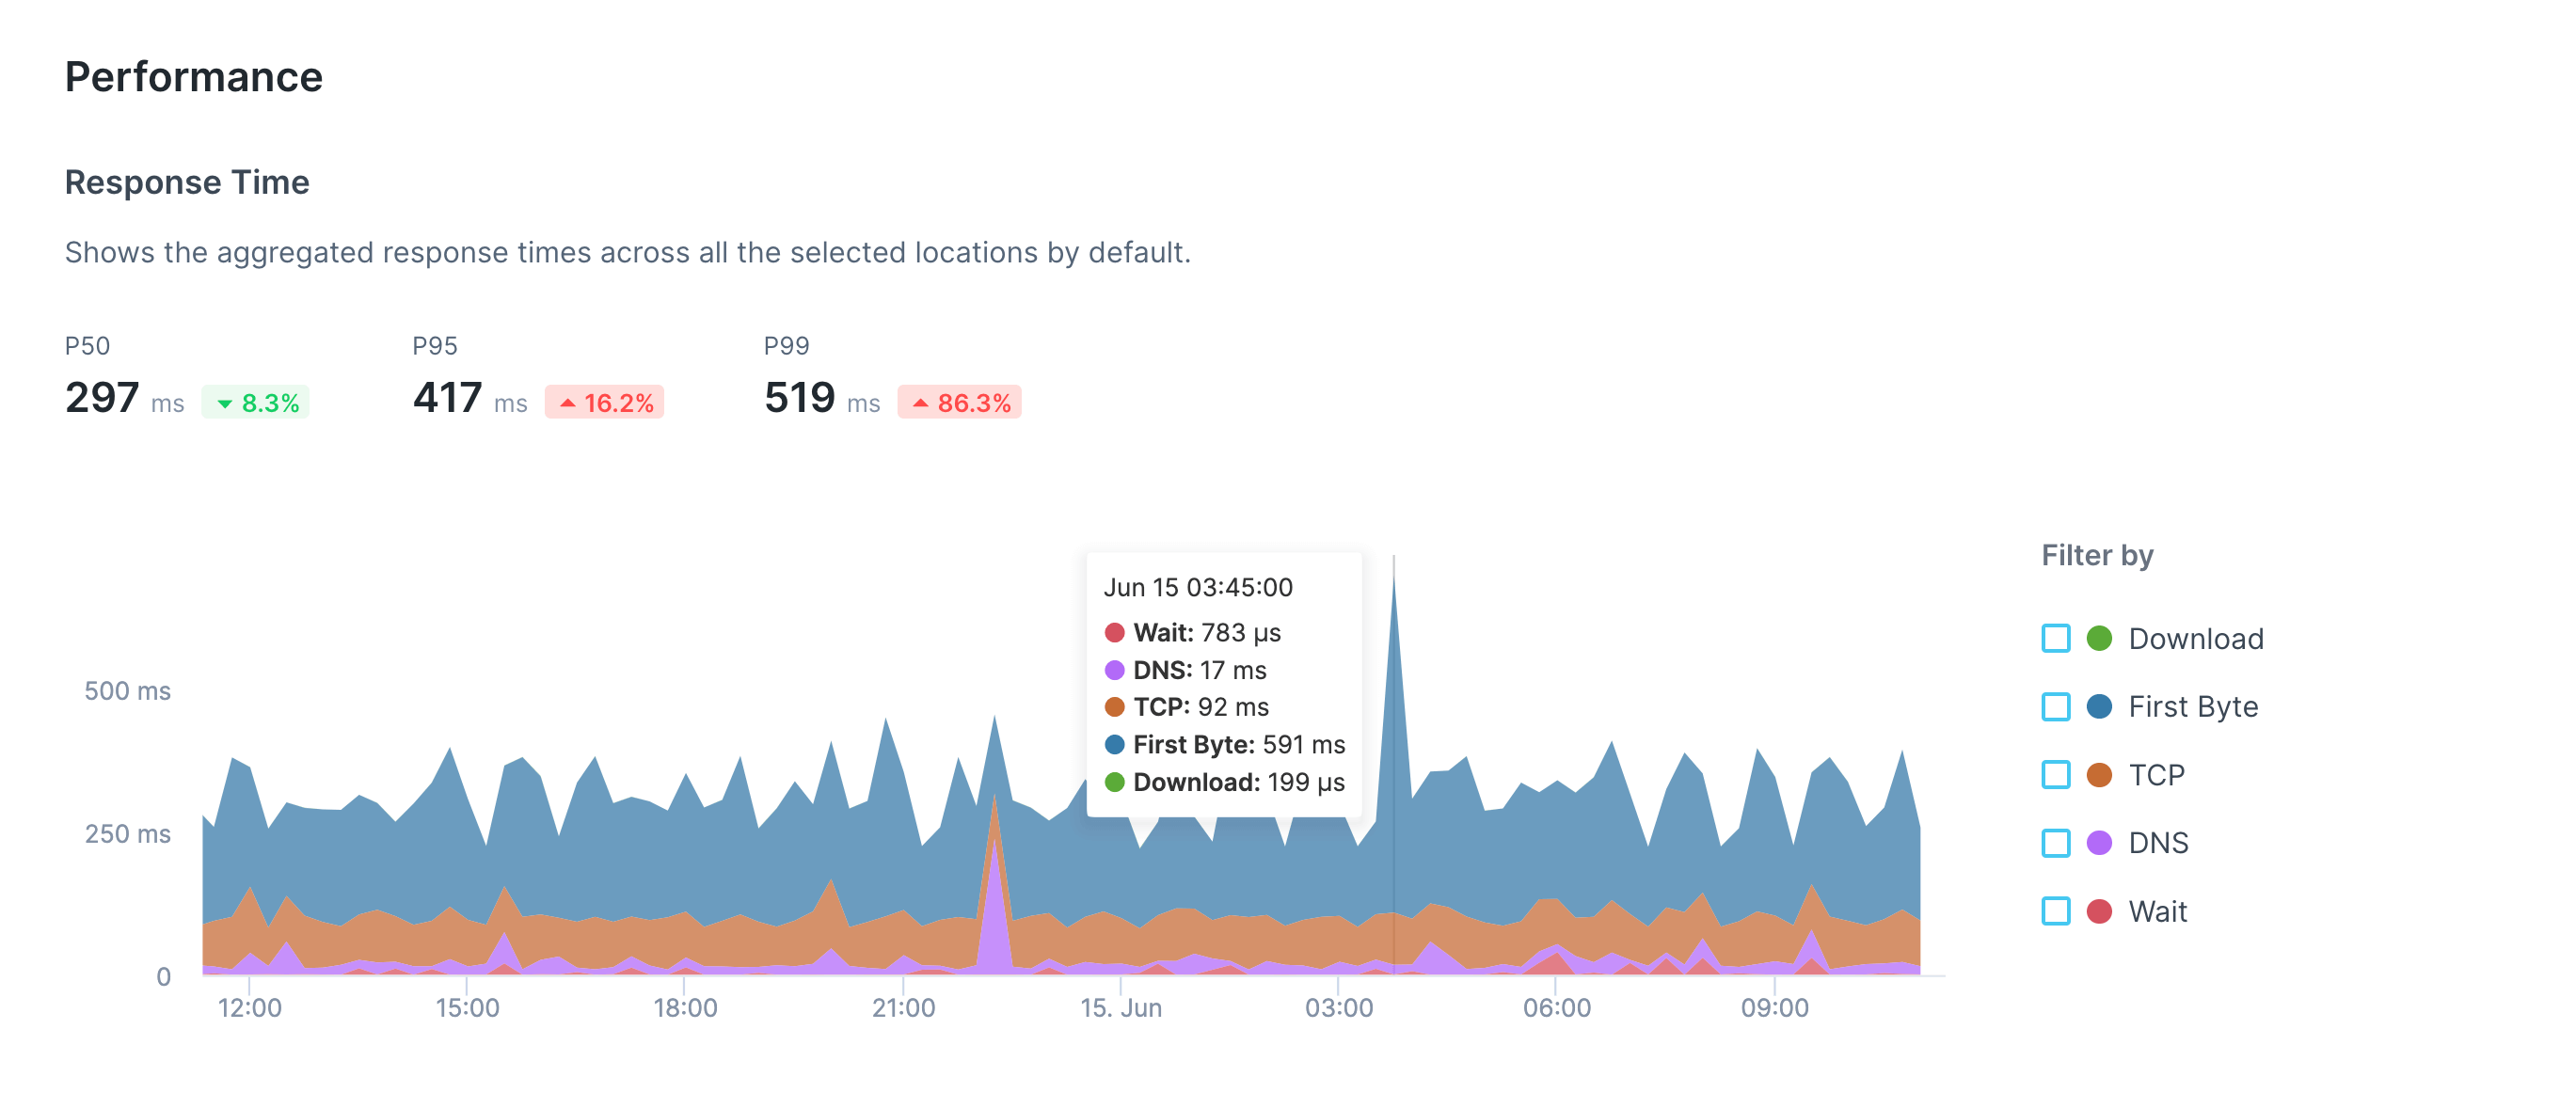 Performance
Response Time
Shows the aggregated response times across all the selected locations by default.
P50 P95 P99
297 ms 8.3% 417 ms 16.2% 519 ms 86.3%
Filter by
Jun 15 03:45:00
Wait: 783 µs
DNS: 17 ms
TCP: 92 ms
First Byte: 591 ms
Download: 199 µs
Download
First Byte
TCP
DNS
Wait
500 ms
250 ms
0
12:00 15:00 18:00 21:00 15. Jun 03:00 06:00 09:00